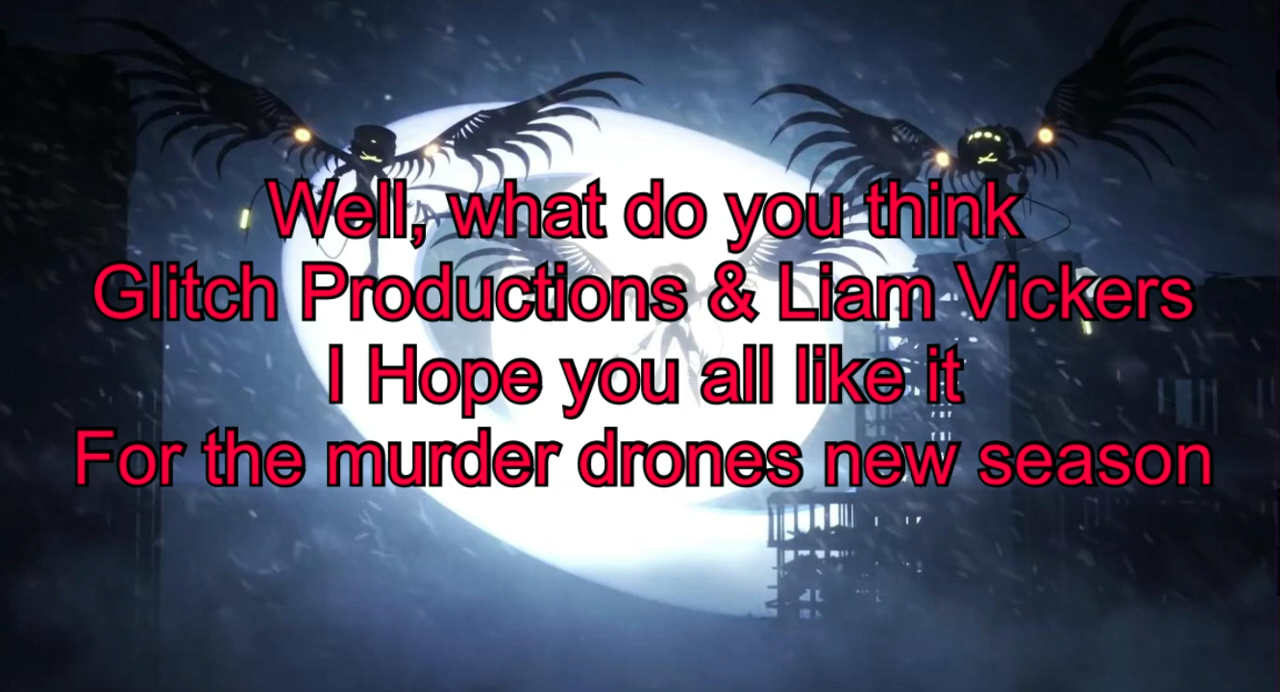 Well, what do you think
Glitch Productions & Liam Vickers
I Hope you all like it
For the murder drones new season